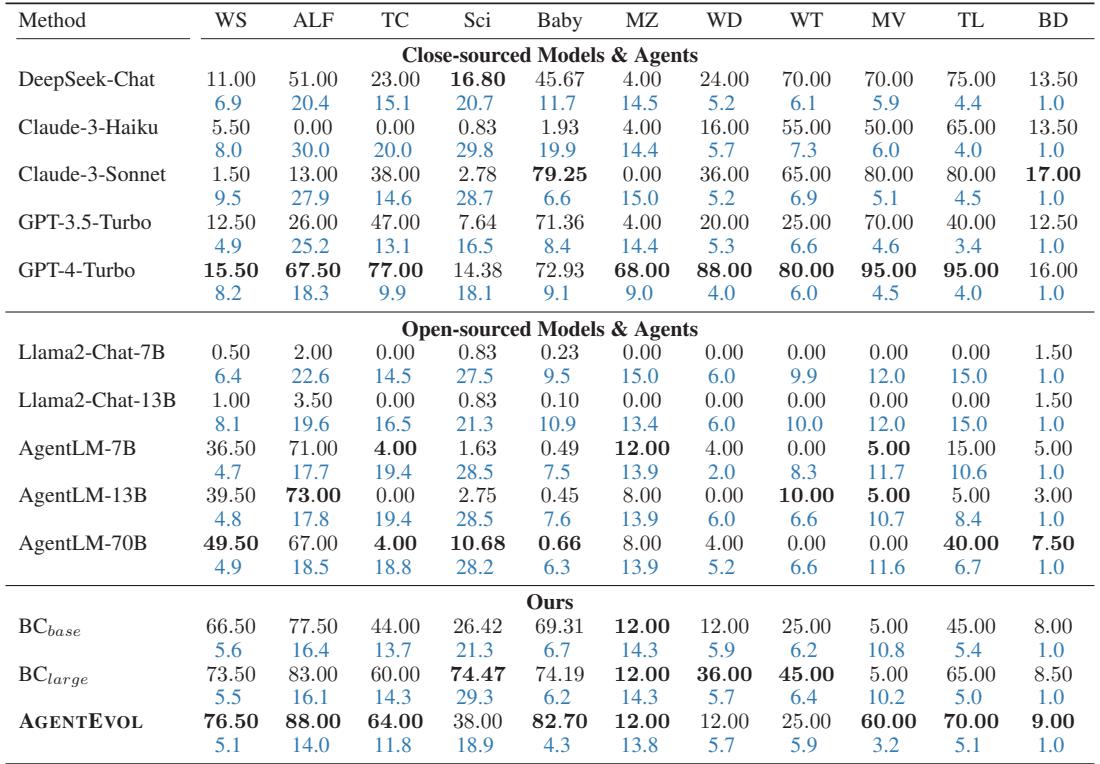 Method WS ALF TC Sci Baby MZ WD WT MV TL BD
Close-sourced Models & Agents
DeepSeek-Chat 11.00 51.00 23.00 16.80 45.67 4.00 24.00 70.00 70.00 75.00 13.50
6.9 20.4 15.1 20.7 11.7 14.5 5.2 6.1 5.9 4.4 1.0
Claude-3-Haiku 5.50 0.00 0.00 0.83 1.93 4.00 16.00 55.00 50.00 65.00 13.50
8.0 30.0 20.0 29.8 19.9 14.4 5.7 7.3 6.0 4.0 1.0
Claude-3-Sonnet 1.50 13.00 38.00 2.78 79.25 0.00 36.00 65.00 80.00 80.00 17.00
9.5 27.9 14.6 28.7 6.6 15.0 5.2 6.9 5.1 4.5 1.0
GPT-3.5-Turbo 12.50 26.00 47.00 7.64 71.36 4.00 20.00 25.00 70.00 40.00 12.50
4.9 25.2 13.1 16.5 8.4 14.4 5.3 6.6 4.6 3.4 1.0
GPT-4-Turbo 15.50 67.50 77.00 14.38 72.93 68.00 88.00 80.00 95.00 95.00 16.00
8.2 18.3 9.9 18.1 9.1 9.0 4.0 6.0 4.5 4.0 1.0
Open-sourced Models & Agents
Llama2-Chat-7B 0.50 2.00 0.00 0.83 0.23 0.00 0.00 0.00 0.00 0.00 1.50
6.4 22.6 14.5 27.5 9.5 15.0 6.0 9.9 12.0 15.0 1.0
Llama2-Chat-13B 1.00 3.50 0.00 0.83 0.10 0.00 0.00 0.00 0.00 0.00 1.50
8.1 19.6 16.5 21.3 10.9 13.4 6.0 10.0 12.0 15.0 1.0
AgentLM-7B 36.50 71.00 4.00 1.63 0.49 12.00 4.00 0.00 5.00 15.00 5.00
4.7 17.7 19.4 28.5 7.5 13.9 2.0 8.3 11.7 10.6 1.0
AgentLM-13B 39.50 73.00 0.00 2.75 0.45 8.00 0.00 10.00 5.00 5.00 3.00
4.8 17.8 19.4 28.5 7.6 13.9 6.0 6.6 10.7 8.4 1.0
AgentLM-70B 49.50 67.00 4.00 10.68 0.66 8.00 4.00 0.00 0.00 40.00 7.50
4.9 18.5 18.8 28.2 6.3 13.9 5.2 6.6 11.6 6.7 1.0
Ours
BC base 66.50 77.50 44.00 26.42 69.31 12.00 12.00 25.00 5.00 45.00 8.00
5.6 16.4 13.7 21.3 6.7 14.3 5.9 6.2 10.8 5.4 1.0
BC large 73.50 83.00 60.00 74.47 74.19 12.00 36.00 45.00 5.00 65.00 8.50
5.5 16.1 14.3 29.3 6.2 14.3 5.7 6.4 10.2 5.0 1.0
AGENTEVOL 76.50 88.00 64.00 38.00 82.70 12.00 12.00 25.00 60.00 70.00 9.00
5.1 14.0 11.8 18.9 4.3 13.8 5.7 5.9 3.2 5.1 1.0